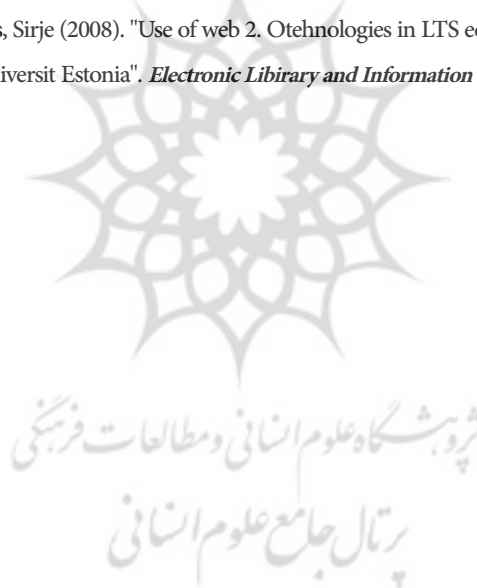 s, Sirje (2008). "Use of web 2. Otehnologies in LTS e
iversit Estonia". Electronic Libirary and Information
پژوهشگاه علوم انسانی و مطالعات فرهنگی
پرتال جامع علوم انسانی